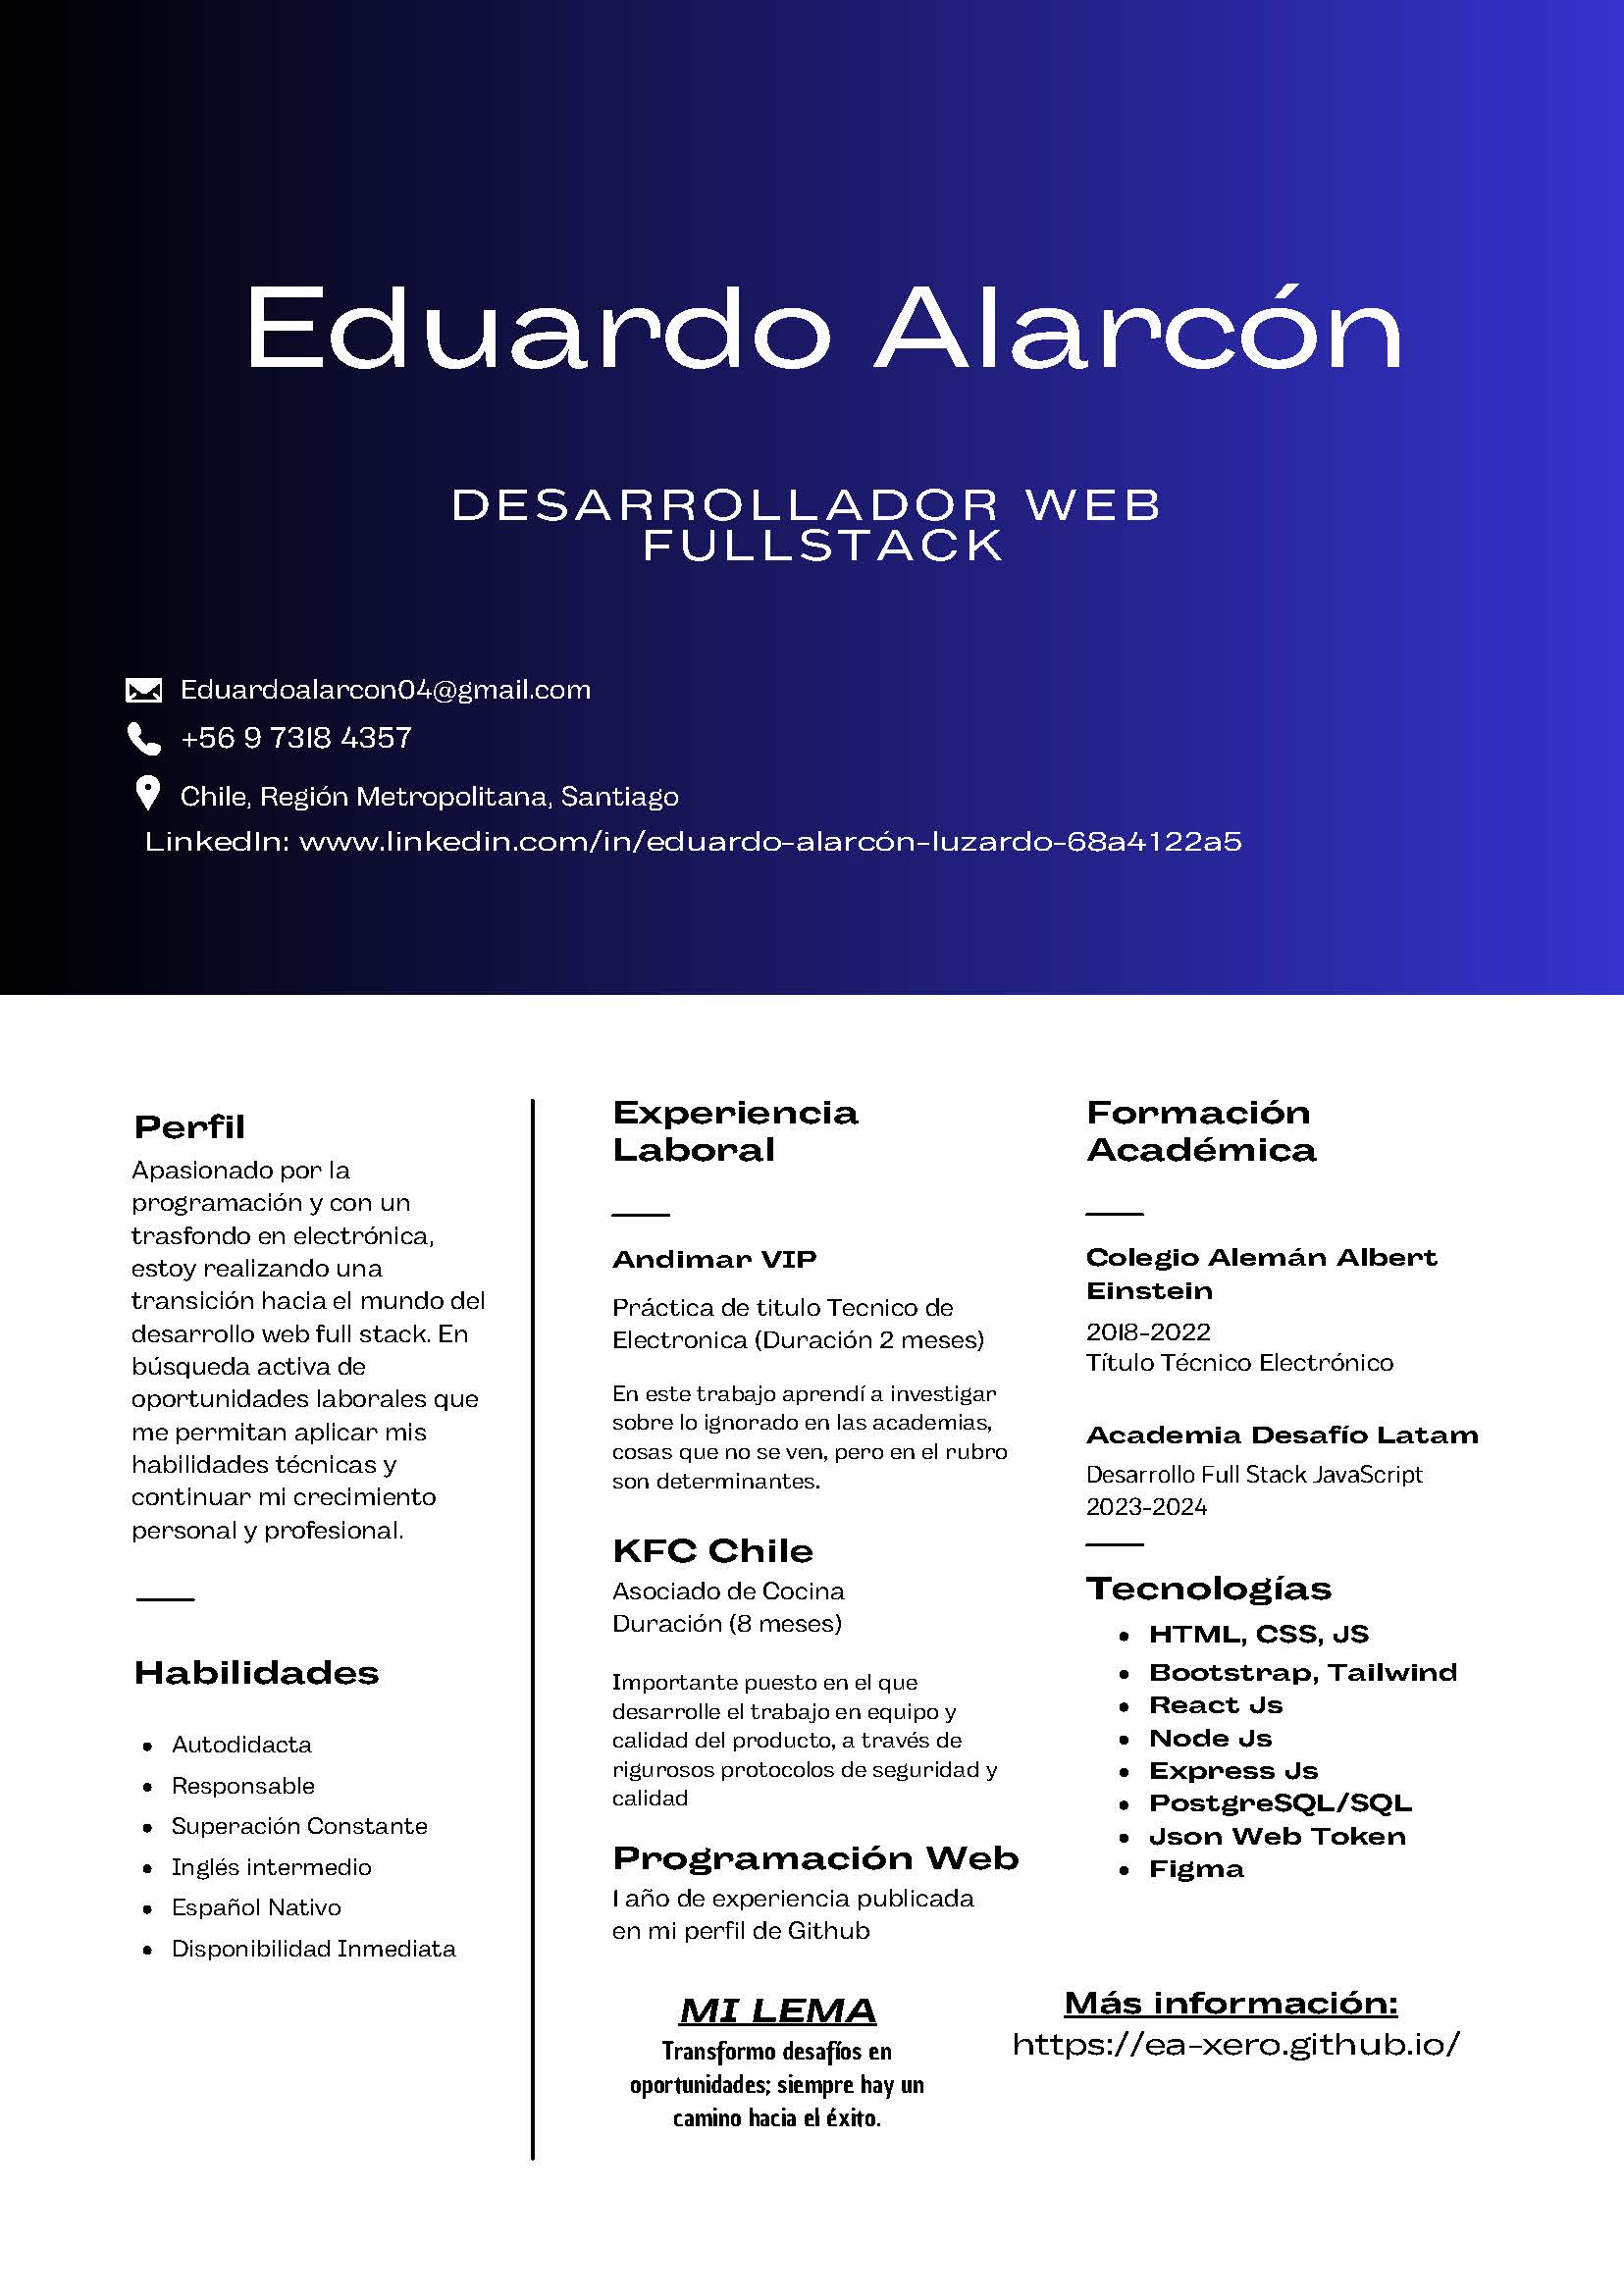 Eduardo Alarcón
DESARROLLADOR WEB
FULLSTACK
Eduardoalarcon04@gmail.com
+56 9 7318 4357
Chile, Región Metropolitana, Santiago
LinkedIn: www.linkedin.com/in/eduardo-alarcón-luzardo-68a4122a5
Perfil
Apasionado por la
programación y con un
trasfondo en electrónica,
estoy realizando una
transición hacia el mundo del
desarrollo web full stack. En
búsqueda activa de
oportunidades laborales que
me permitan aplicar mis
habilidades técnicas y
continuar mi crecimiento
personal y profesional.
Habilidades
• Autodidacta
• Responsable
• Superación Constante
• Inglés intermedio
• Español Nativo
• Disponibilidad Inmediata
Experiencia
Laboral
Andimar VIP
Práctica de titulo Tecnico de
Electronica (Duración 2 meses)
En este trabajo aprendí a investigar
sobre lo ignorado en las academias,
cosas que no se ven, pero en el rubro
son determinantes.
KFC Chile
Asociado de Cocina
Duración (8 meses)
Importante puesto en el que
desarrolle el trabajo en equipo y
calidad del producto, a través de
rigurosos protocolos de seguridad y
calidad
Programación Web
1 año de experiencia publicada
en mi perfil de Github
MI LEMA
Transformo desafíos en
oportunidades; siempre hay un
camino hacia el éxito.
Formación
Académica
Colegio Alemán Albert
Einstein
2018-2022
Título Técnico Electrónico
Academia Desafío Latam
Desarrollo Full Stack JavaScript
2023-2024
Tecnologías
• HTML, CSS, JS
• Bootstrap, Tailwind
• React Js
• Node Js
• Express Js
• PostgreSQL/SQL
• Json Web Token
• Figma
Más información:
https://ea-xero.github.io/